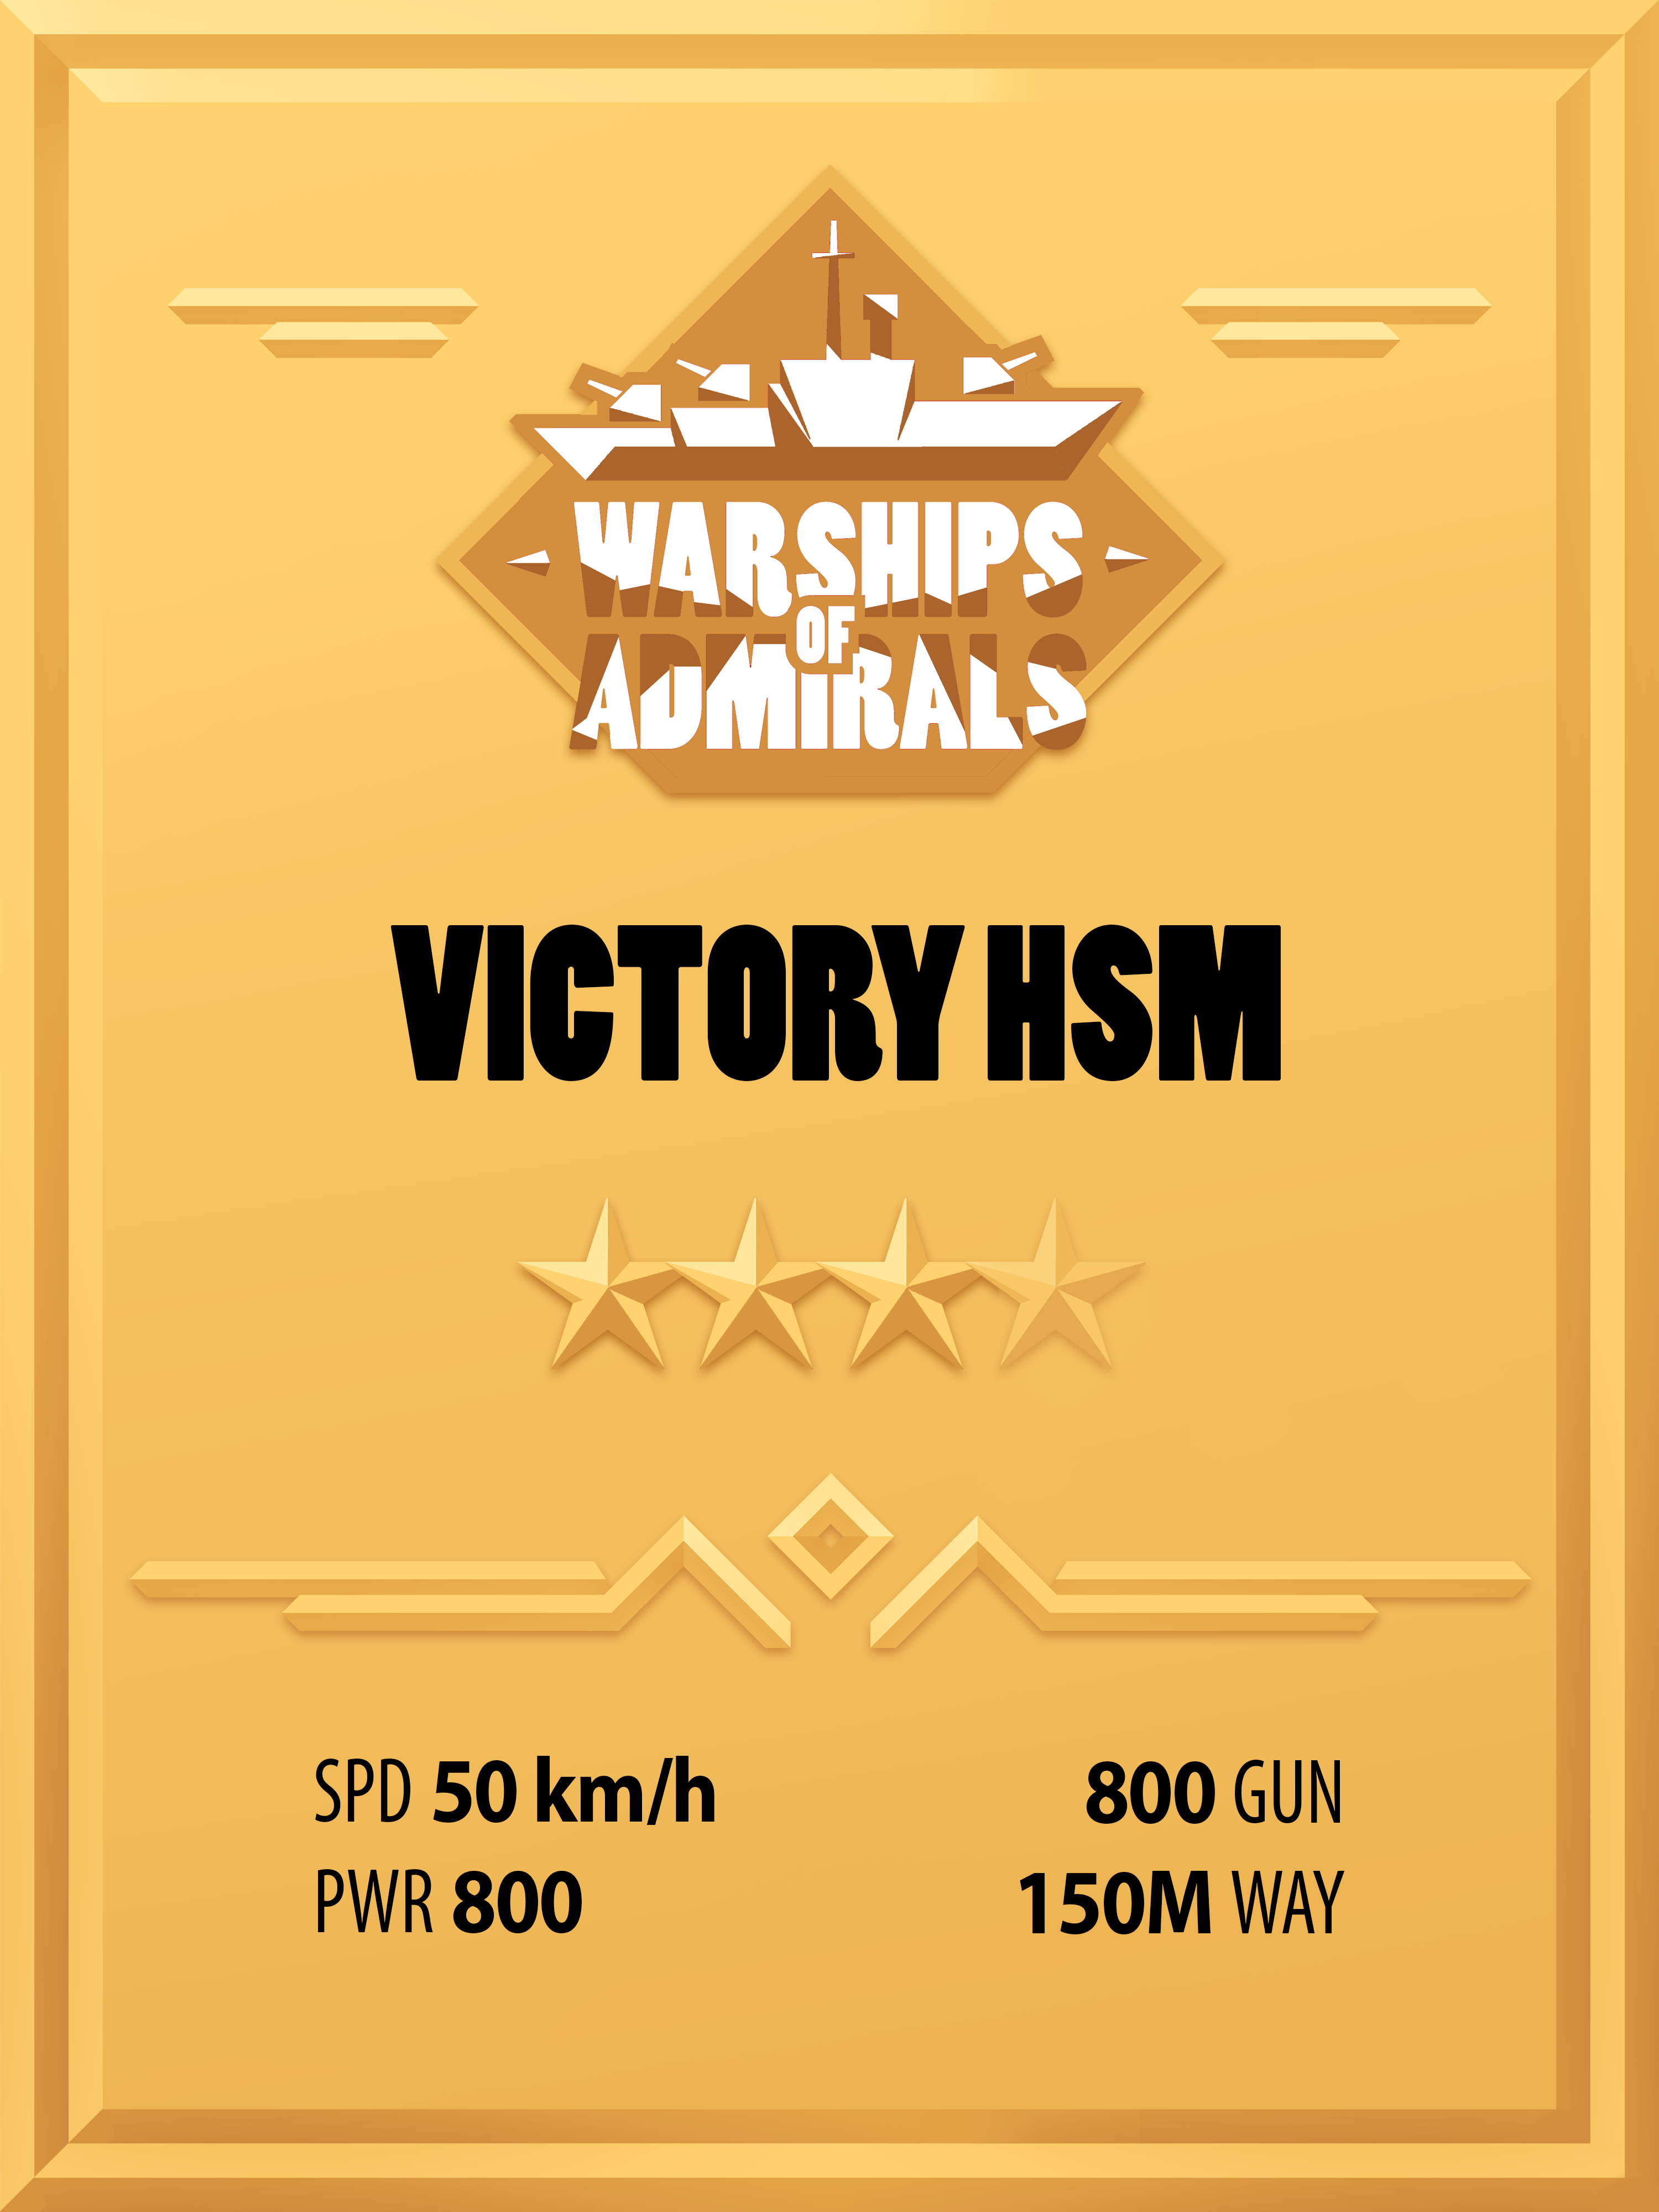 WARSHIPS
OF
ADMIRALS
VICTORY HSM
SPD 50 km/h
800 GUN
PWR 800
150M WAY